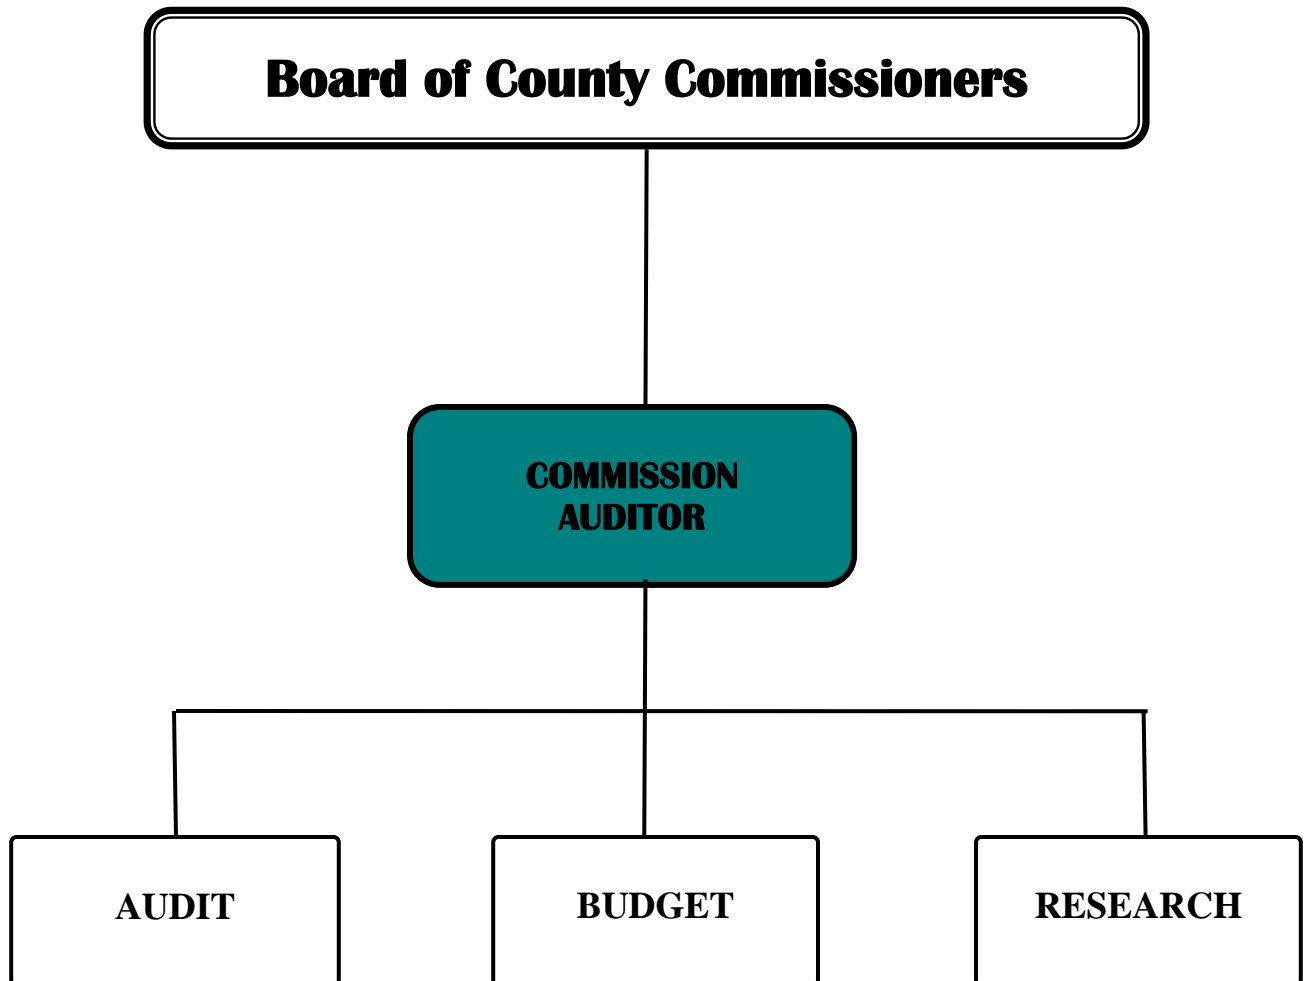 Board of County Commissioners
COMMISSION
AUDITOR
AUDIT
BUDGET
RESEARCH